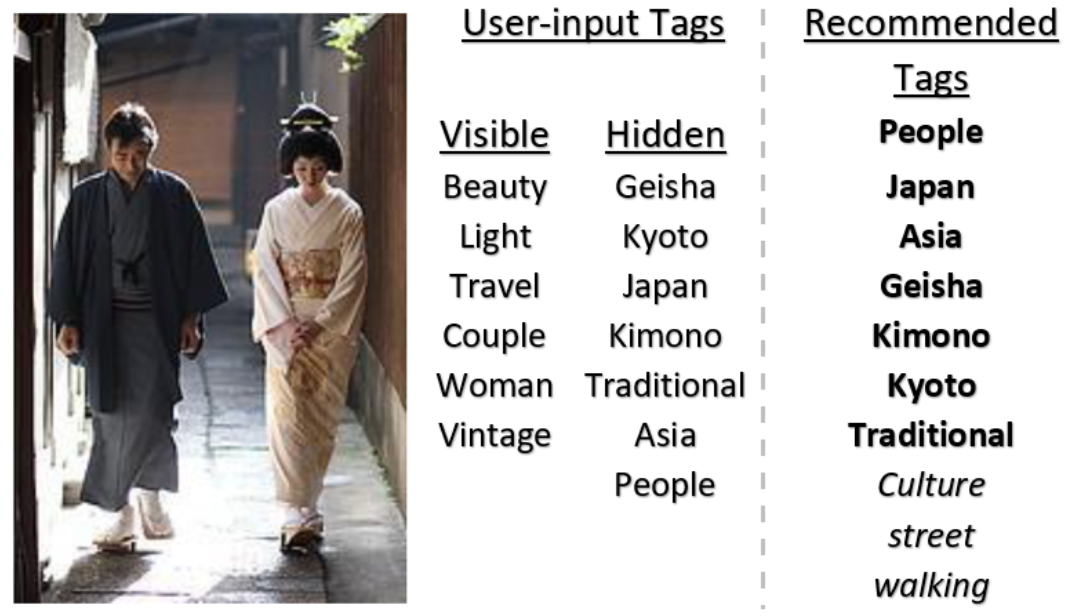 User-input Tags
Visible
Beauty
Light
Travel
Couple
Woman
Vintage
Hidden
Geisha
Kyoto
Japan
Kimono
Traditional
Asia
People
Recommended
Tags
People
Japan
Asia
Geisha
Kimono
Kyoto
Traditional
Culture
street
walking